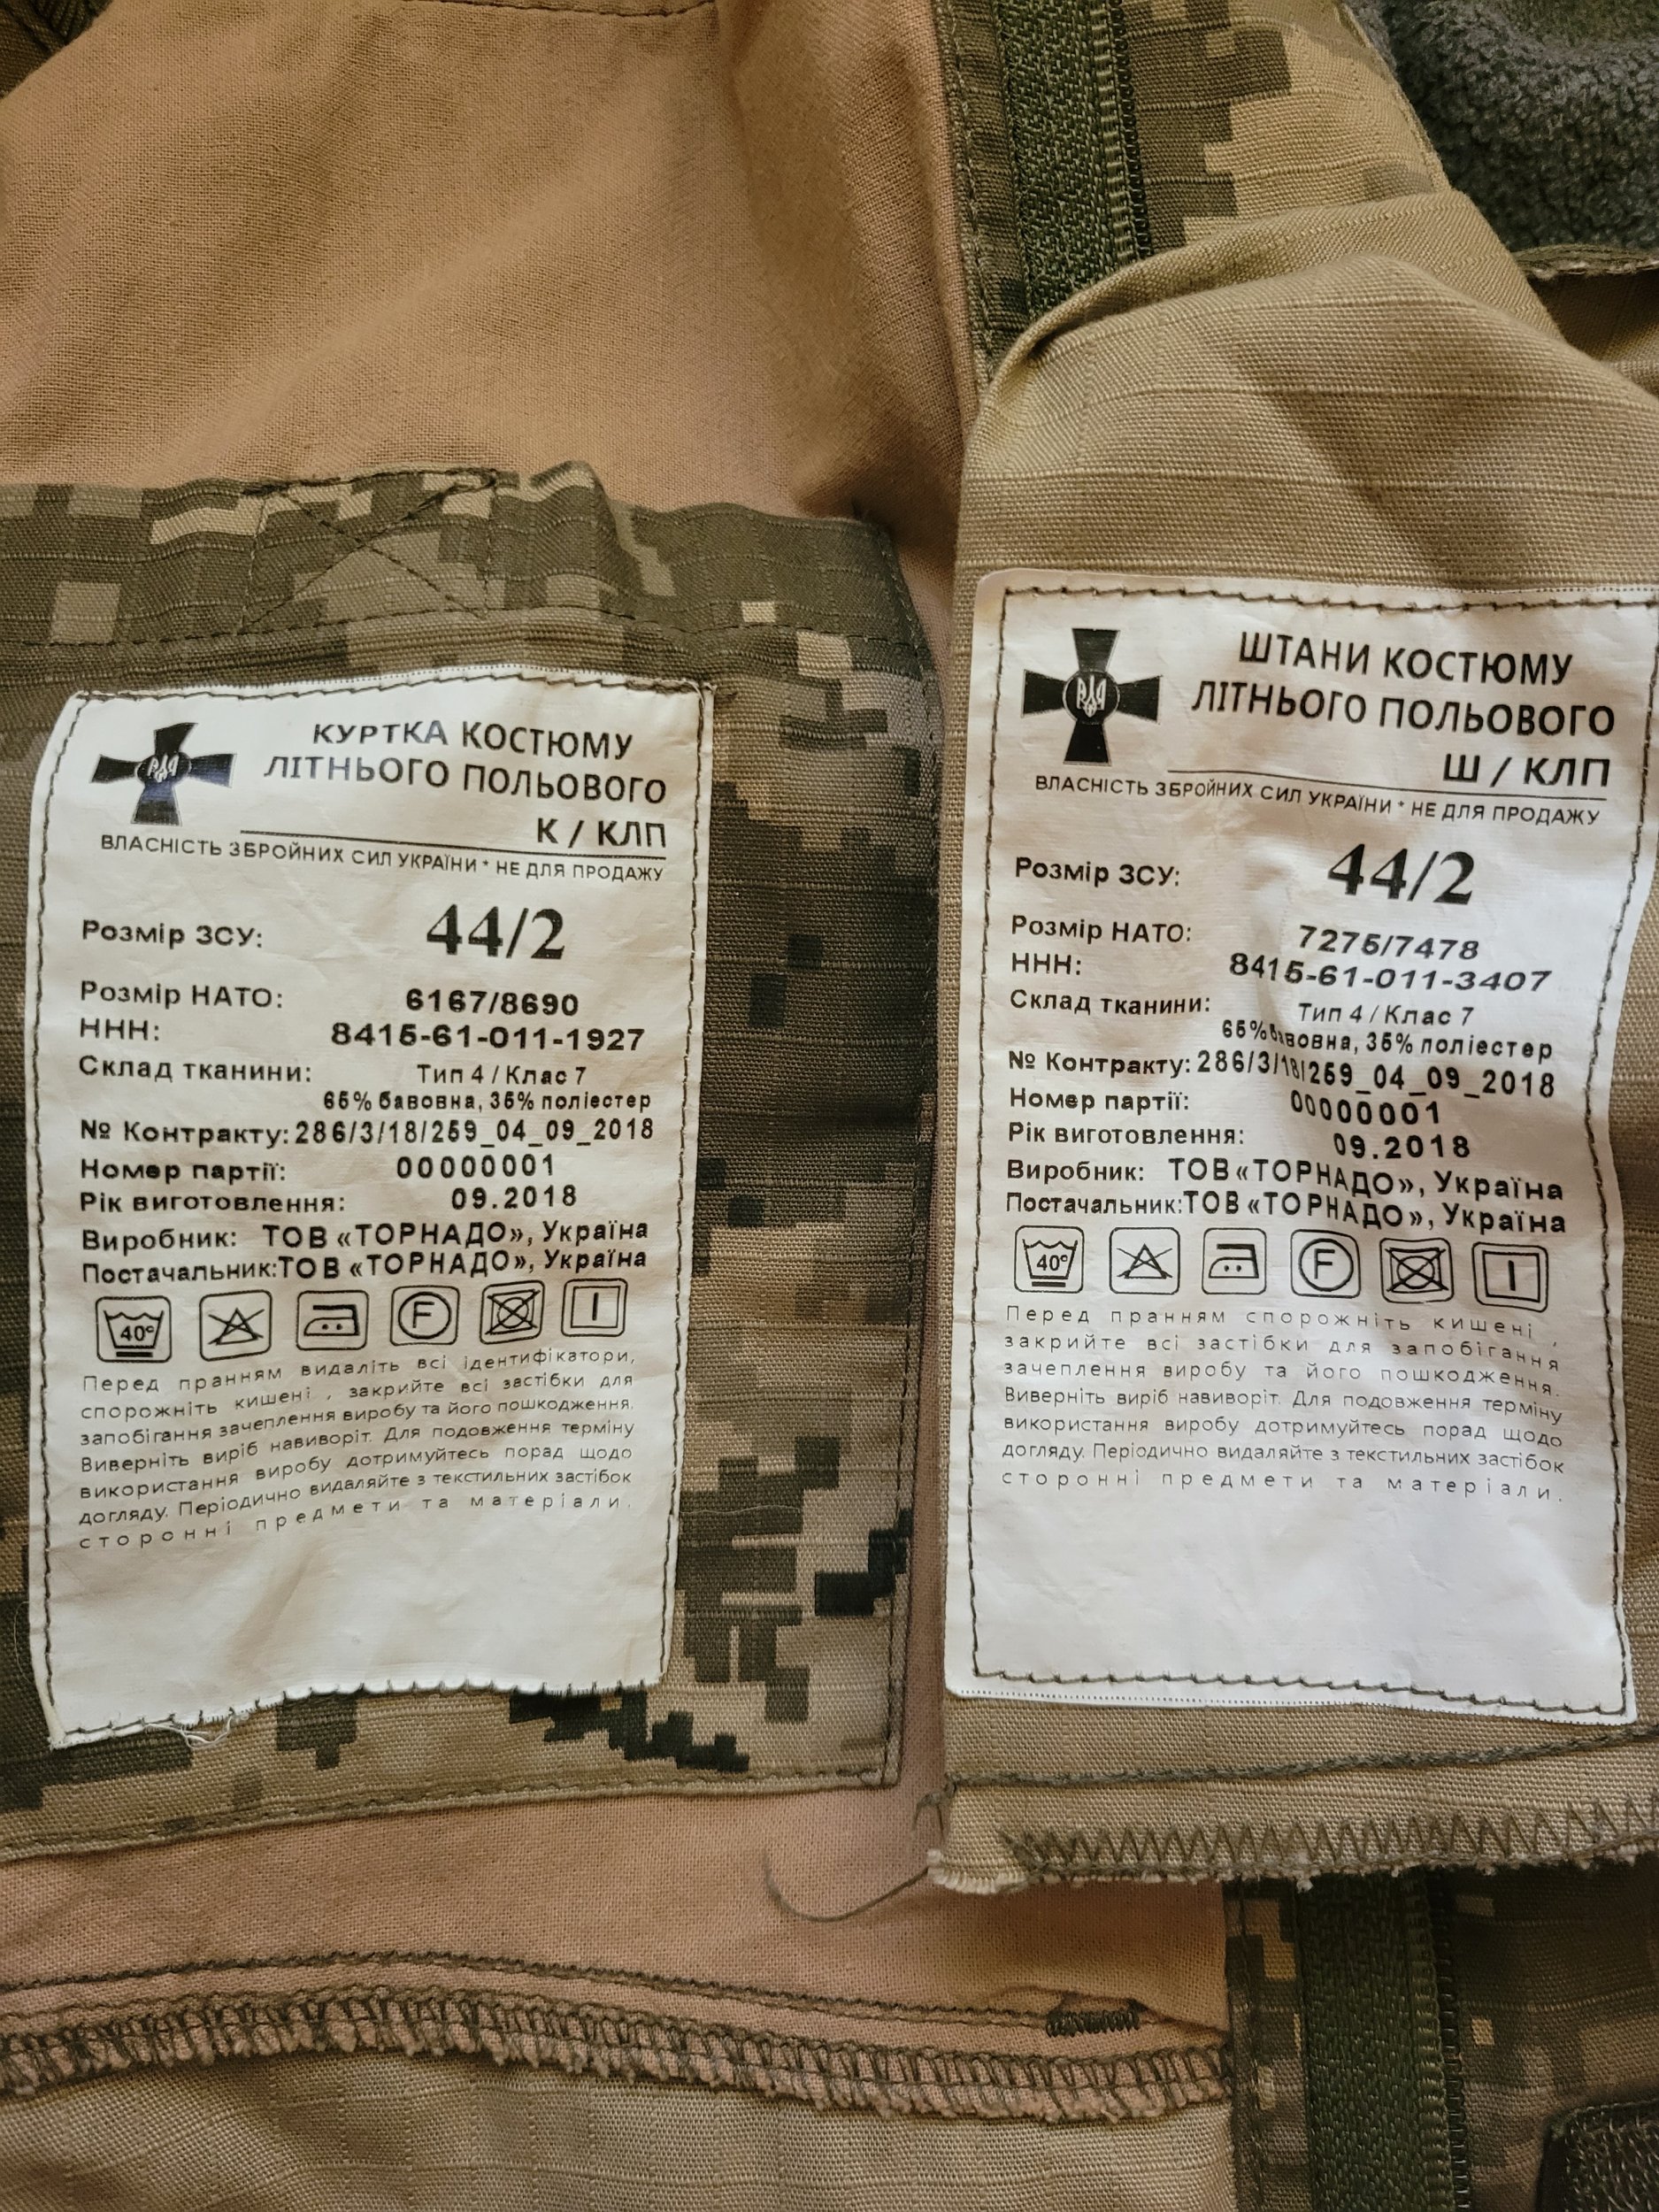 КУРТКА КОСТЮМУ
ЛІТНЬОГО ПОЛЬОВОГО
К / КЛП
ВЛАСНІСТЬ ЗБРОЙНИХ СИЛ УКРАЇНИ * НЕ ДЛЯ ПРОДАЖУ
Розмір ЗСУ: 44/2
Розмір НАТО: 6167/8690
ННН: 8415-61-011-1927
Склад тканини: Тип 4 / Клас 7
65% бавовна, 35% поліестер
№ Контракту: 286/3/18/259_04_09_2018
Номер партії: 00000001
Рік виготовлення: 09.2018
Виробник: ТОВ «ТОРНАДО», Україна
Постачальник:ТОВ «ТОРНАДО», Україна
40° F I
Перед пранням видаліть всі ідентифікатори,
спорожніть кишені , закрийте всі застібки для
запобігання зачеплення виробу та його пошкодження.
Виверніть виріб навиворіт. Для подовження терміну
використання виробу дотримуйтесь порад щодо
догляду. Періодично видаляйте з текстильних застібок
сторонні предмети та матеріали.
ШТАНИ КОСТЮМУ
ЛІТНЬОГО ПОЛЬОВОГО
Ш / КЛП
ВЛАСНІСТЬ ЗБРОЙНИХ СИЛ УКРАЇНИ * НЕ ДЛЯ ПРОДАЖУ
Розмір ЗСУ: 44/2
Розмір НАТО: 7275/7478
ННН: 8415-61-011-3407
Склад тканини: Тип 4 / Клас 7
65% бавовна, 35% поліестер
№ Контракту: 286/3/18/259_04_09_2018
Номер партії: 00000001
Рік виготовлення: 09.2018
Виробник: ТОВ «ТОРНАДО», Україна
Постачальник:ТОВ «ТОРНАДО», Україна
40° F I
Перед пранням спорожніть кишені ,
закрийте всі застібки для запобігання
зачеплення виробу та його пошкодження.
Виверніть виріб навиворіт. Для подовження терміну
використання виробу дотримуйтесь порад щодо
догляду. Періодично видаляйте з текстильних застібок
сторонні предмети та матеріали.